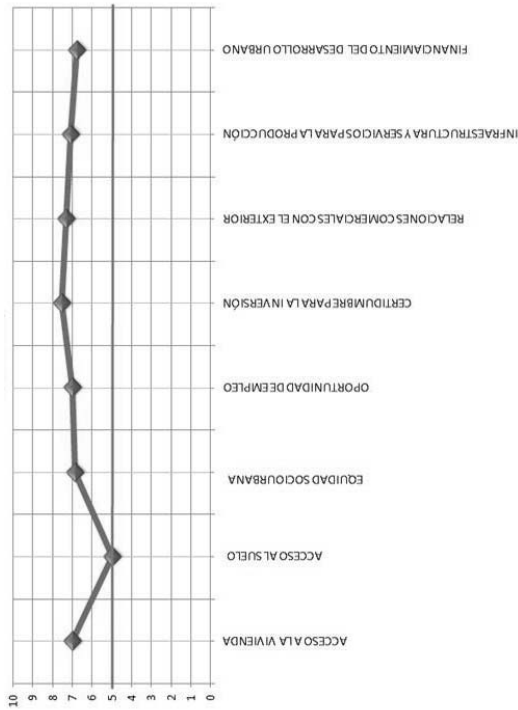 10
9
8
7
6
5
4
3
2
1
0
ACCESO A LA VIVIENDA
ACCESO AL SUELO
EQUIDAD SOCIOURBANA
OPORTUNIDAD DE EMPLEO
CERTIDUMBRE PARA LA INVERSIÓN
RELACIONES COMERCIALES CON EL EXTERIOR
INFRAESTRUCTURA Y SERVICIOS PARA LA PRODUCCIÓN
FINANCIAMIENTO DEL DESARROLLO URBANO